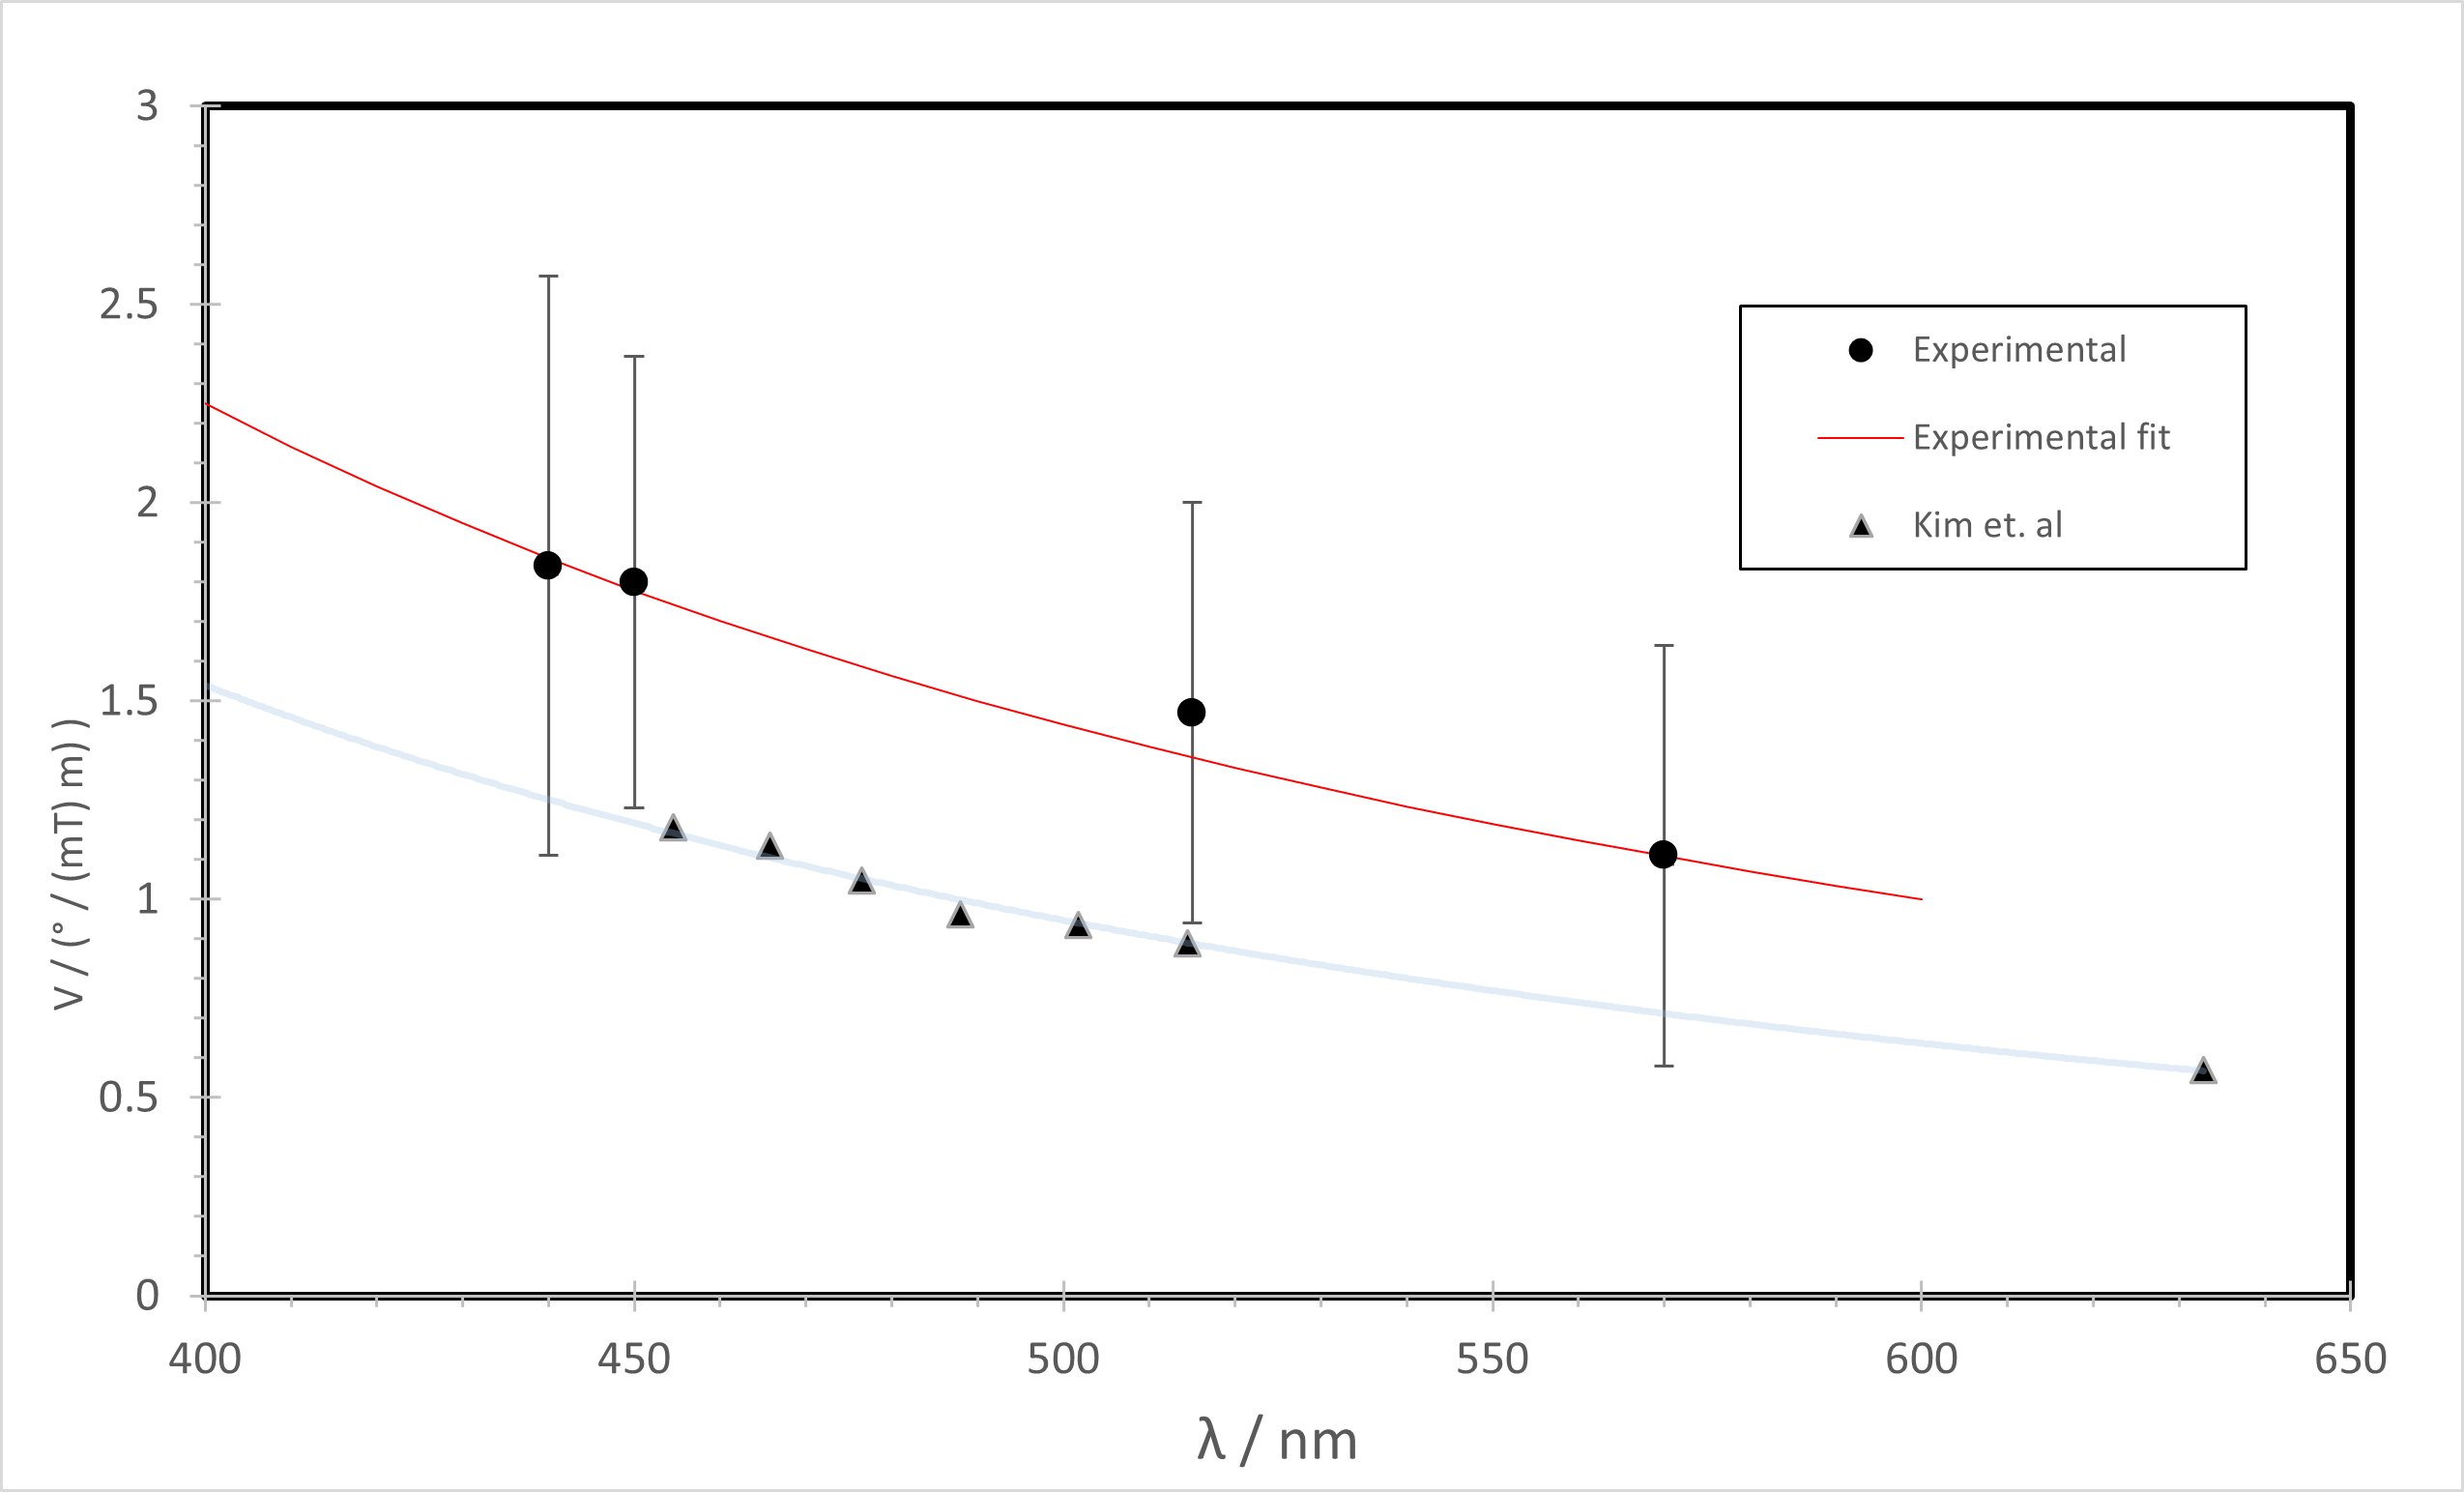 3
2.5
2
1.5
1
0.5
0
V / (° / (mT) m) )
400 450 500 550 600 650
λ / nm
Experimental
Experimental fit
Kim et. al